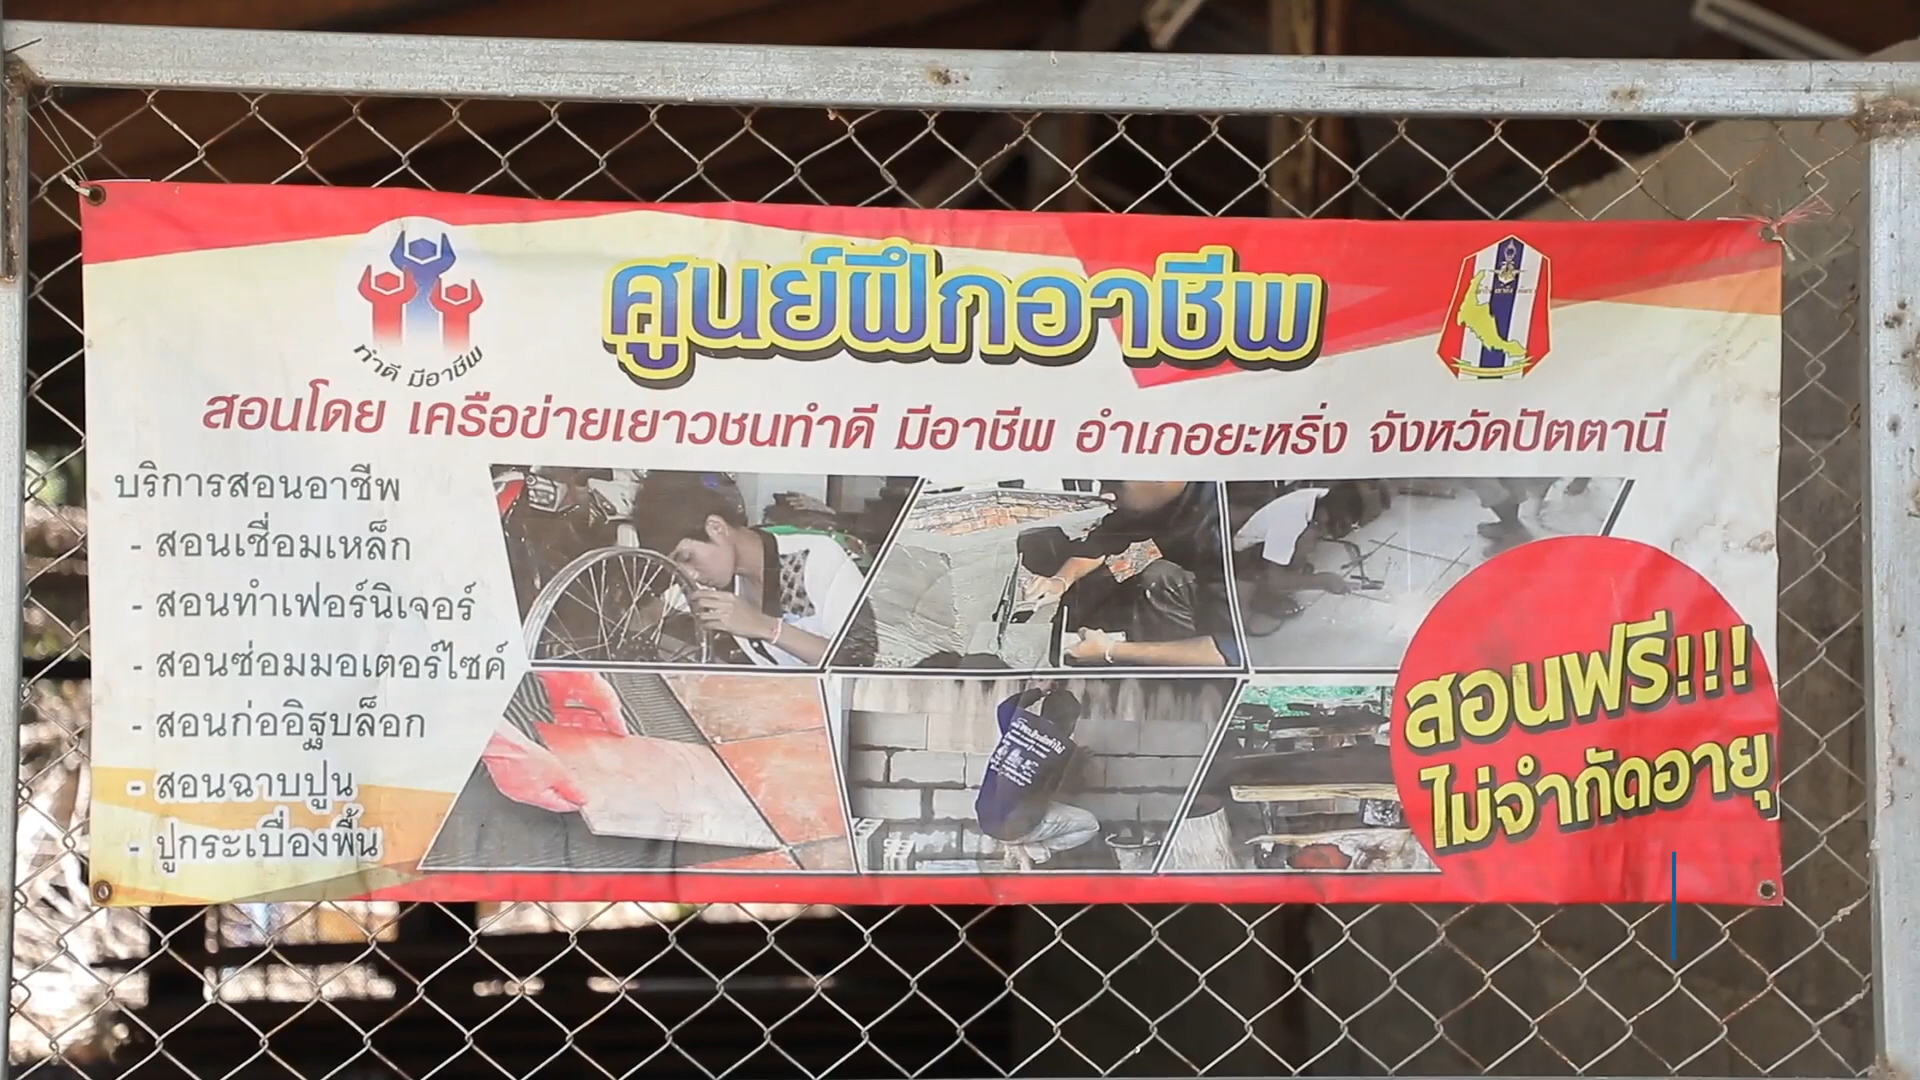 ทำดี มีอาชีพ
ศูนย์ฝึกอาชีพ
สอนโดย เครือข่ายเยาวชนทำดี มีอาชีพ อำเภอยะหริ่ง จังหวัดปัตตานี
บริการสอนอาชีพ
- สอนเชื่อมเหล็ก
- สอนทำเฟอร์นิเจอร์
- สอนซ่อมมอเตอร์ไซค์
- สอนก่ออิฐบล็อก
- สอนฉาบปูน
- ปูกระเบื่องพื้น
สอนฟรี!!!
ไม่จำกัดอายุ